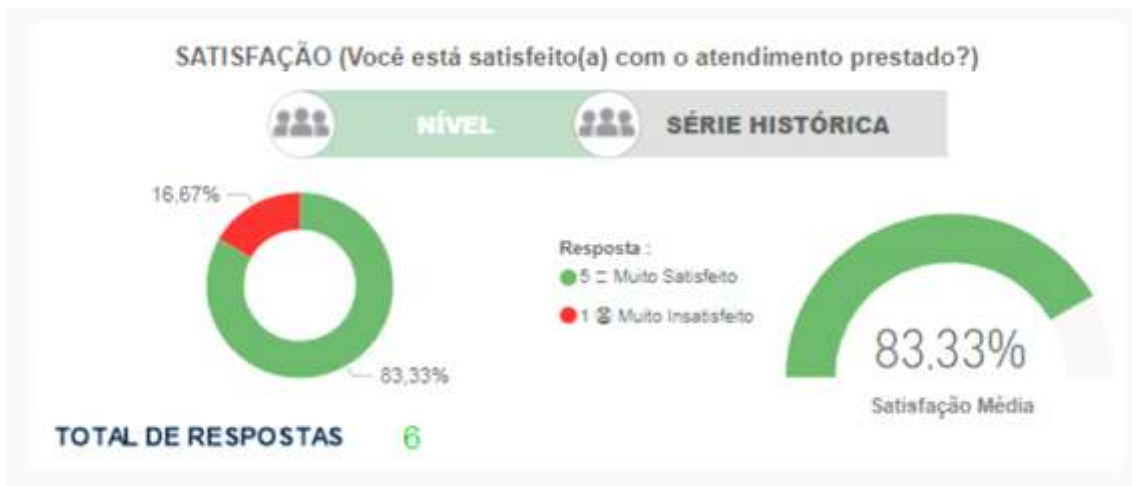 SATISFAÇÃO (Você está satisfeito(a) com o atendimento prestado?)
NÍVEL
SÉRIE HISTÓRICA
16,67%
83,33%
Resposta :
5 Muito Satisfeito
1 Muito Insatisfeito
83,33%
Satisfação Média
TOTAL DE RESPOSTAS 6